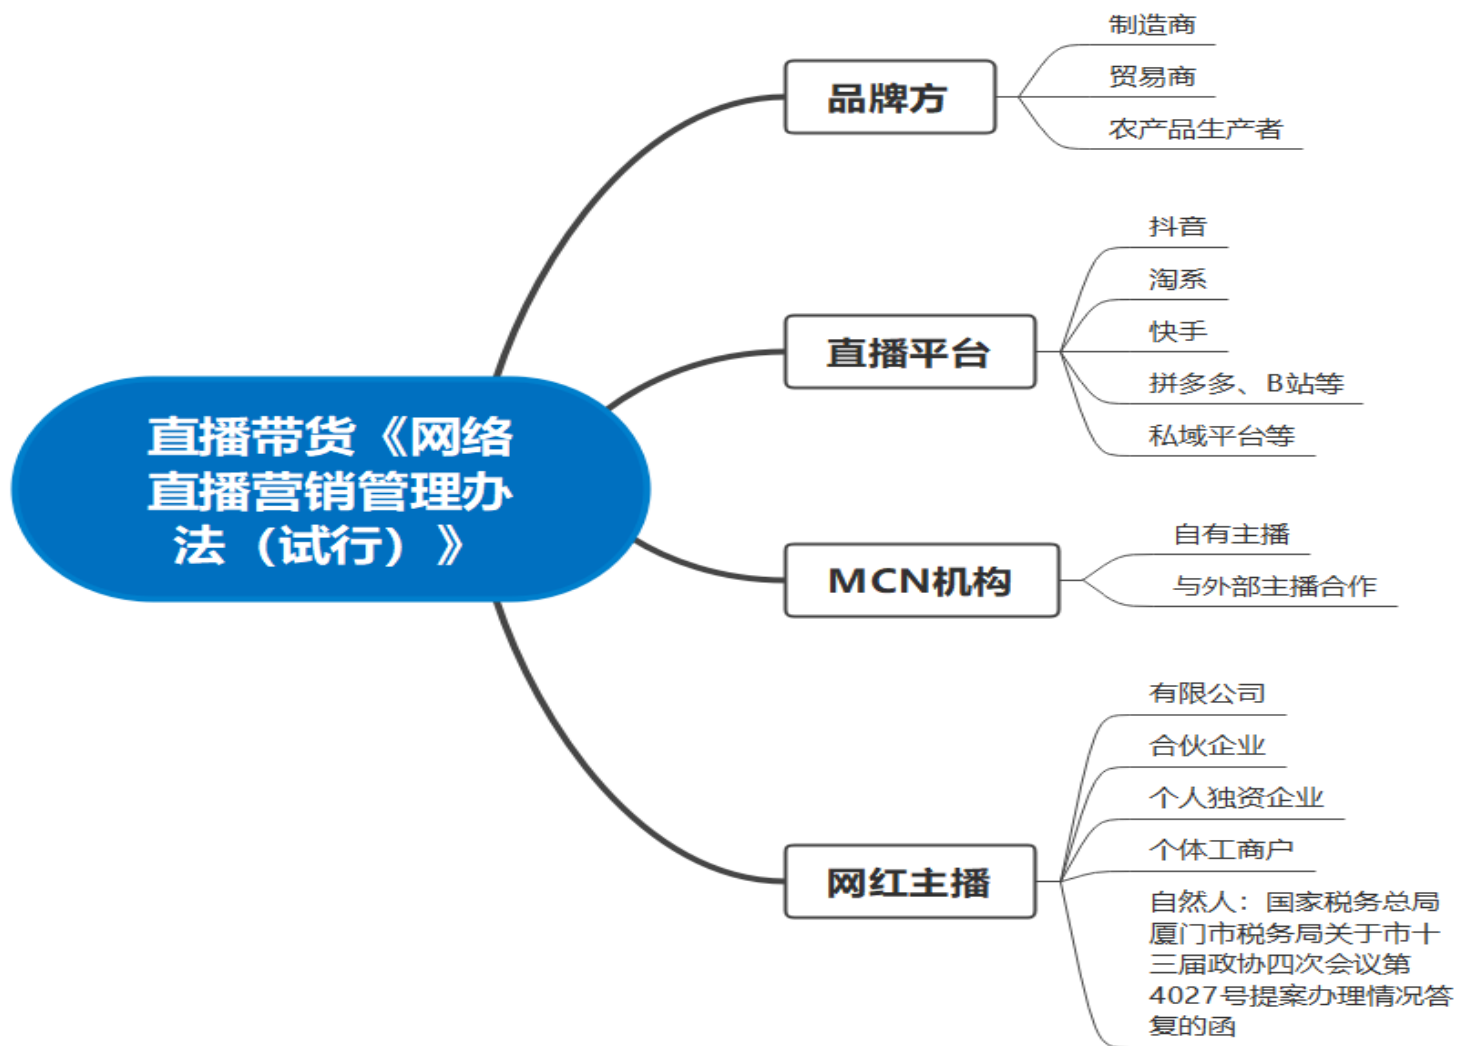 直播带货《网络
直播营销管理办
法（试行）》
品牌方
制造商
贸易商
农产品生产者
直播平台
抖音
淘系
快手
拼多多、B站等
私域平台等
MCN机构
自有主播
与外部主播合作
网红主播
有限公司
合伙企业
个人独资企业
个体工商户
自然人：国家税务总局
厦门市税务局关于市十
三届政协四次会议第
4027号提案办理情况答
复的函